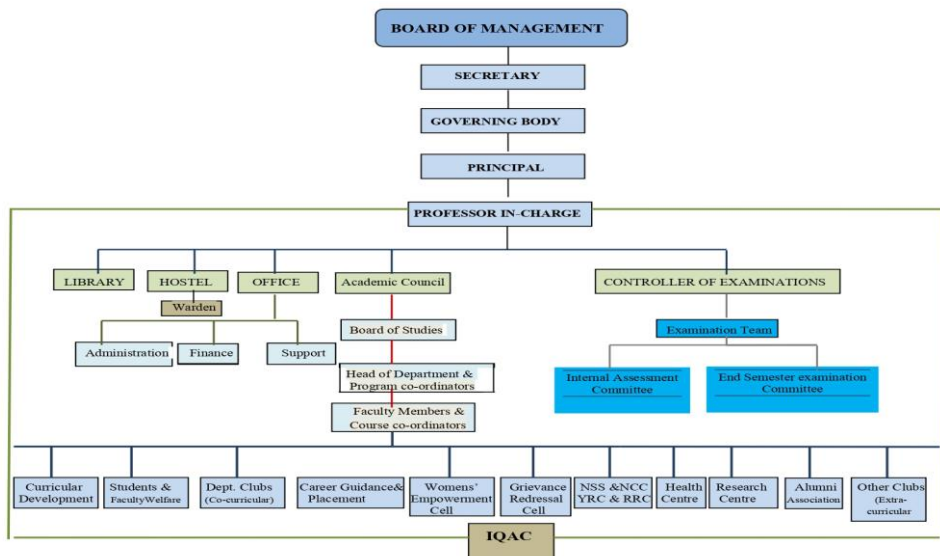 BOARD OF MANAGEMENT
SECRETARY
GOVERNING BODY
PRINCIPAL
PROFESSOR IN-CHARGE
LIBRARY
HOSTEL
OFFICE
Academic Council
CONTROLLER OF EXAMINATIONS
Warden
Administration
Finance
Support
Board of Studies
Examination Team
Head of Department &
Program co-ordinators
Internal Assessment
Committee
End Semester examination
Committee
Faculty Members &
Course co-ordinators
Curricular
Development
Students &
FacultyWelfare
Dept. Clubs
(Co-curricular)
Career Guidance&
Placement
Womens’
Empowerment
Cell
Grievance
Redressal
Cell
NSS &NCC
YRC & RRC
Health
Centre
Research
Centre
Alumni
Association
Other Clubs
(Extra-
curricular
IQAC